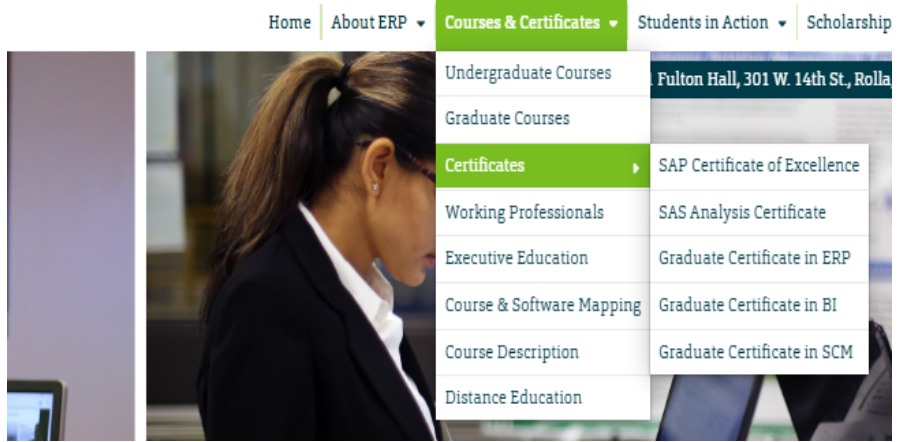 Home About ERP Courses & Certificates Students in Action Scholarship
Undergraduate Courses
Fulton Hall, 301 W. 14th St., Rolla,
Graduate Courses
Certificates
SAP Certificate of Excellence
Working Professionals
SAS Analysis Certificate
Executive Education
Graduate Certificate in ERP
Course & Software Mapping
Graduate Certificate in BI
Course Description
Graduate Certificate in SCM
Distance Education